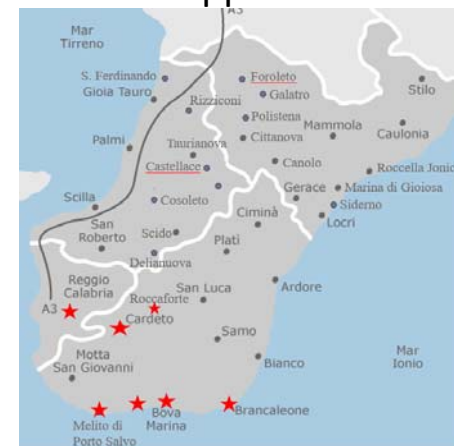 A3
Mar
Tirreno
S. Ferdinando
Foroleto
Stilo
Gioia Tauro
Galatro
Rizziconi
Polistena
Mammola
Cittanova
Caulonia
Palmi
Taurianova
Canolo
Roccella Jonic
Castellace
Gerace
Marina di Gioiosa
Scilla
Cosoleto
Siderno
Ciminà
Locri
San
Roberto
Scido
Platì
Delianuova
Reggio
Calabria
Roccaforte
San Luca
Ardore
A3
Cardeto
Samo
Motta
San Giovanni
Bianco
Mar
Ionio
Melito di
Porto Salvo
Bova
Marina
Brancaleone